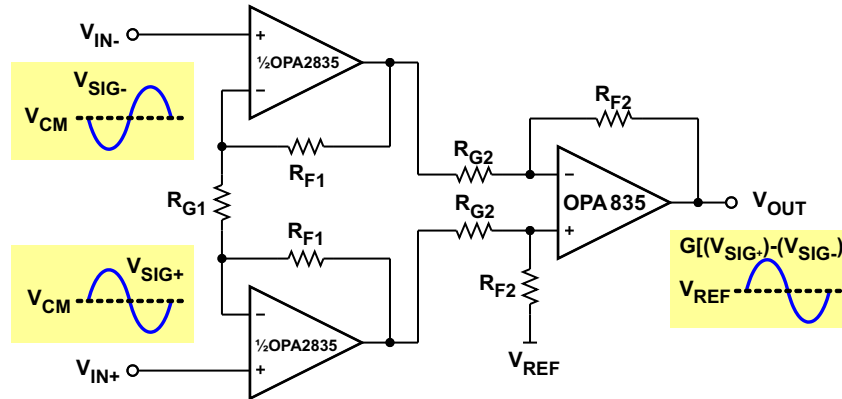 VIN-
+
½OPA2835
−
VSIG-
VCM
RF1
RG1
RF1
VSIG+
VCM
−
½OPA2835
+
VIN+
RG2
RG2
RF2
−
OPA835
+
RF2
VREF
VOUT
G[(VSIG+)-(VSIG-)
VREF